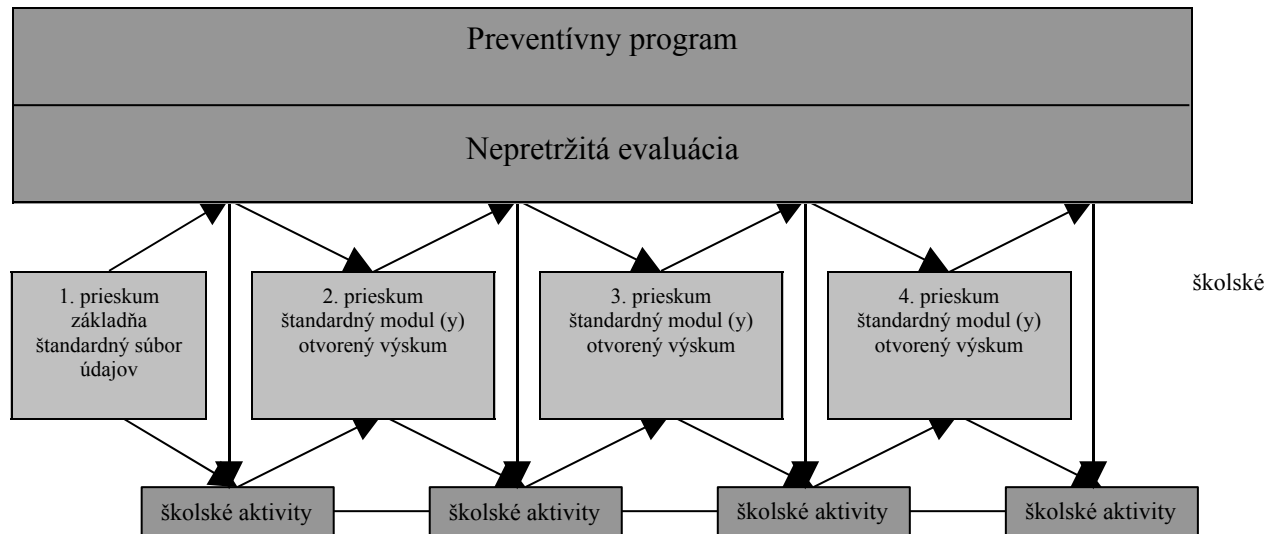 Preventívny program
Nepretržitá evaluácia
1. prieskum
základňa
štandardný súbor
údajov
2. prieskum
štandardný modul (y)
otvorený výskum
3. prieskum
štandardný modul (y)
otvorený výskum
4. prieskum
štandardný modul (y)
otvorený výskum
školské
školské aktivity
školské aktivity
školské aktivity
školské aktivity